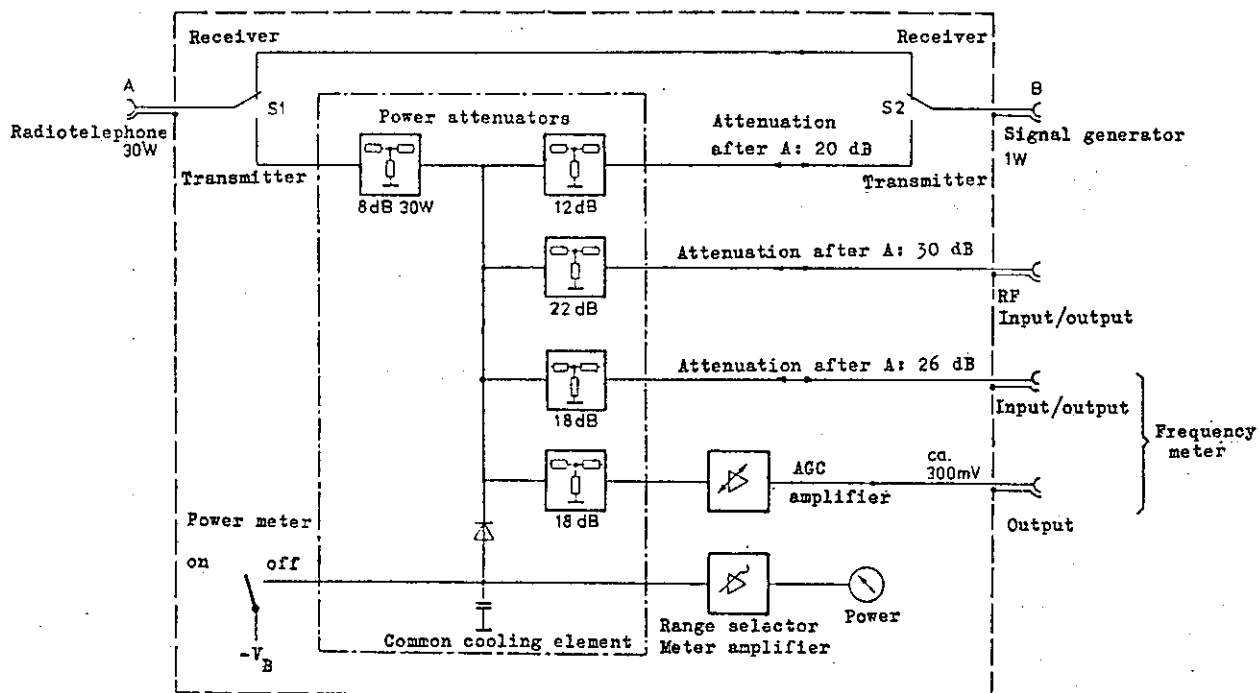 Receiver
Receiver
A
S1
S2
B
Power attenuators
Attenuation
after A: 20 dB
Radiotelephone
30W
Signal generator
1W
Transmitter
8dB 30W
12dB
Transmitter
Attenuation after A: 30 dB
22dB
RF
Input/output
Attenuation after A: 26 dB
18dB
Input/output
Frequency
meter
AGC
amplifier
ca.
300mV
18dB
Output
Power meter
on
off
Power
Range selector
Meter amplifier
Common cooling element
-VB